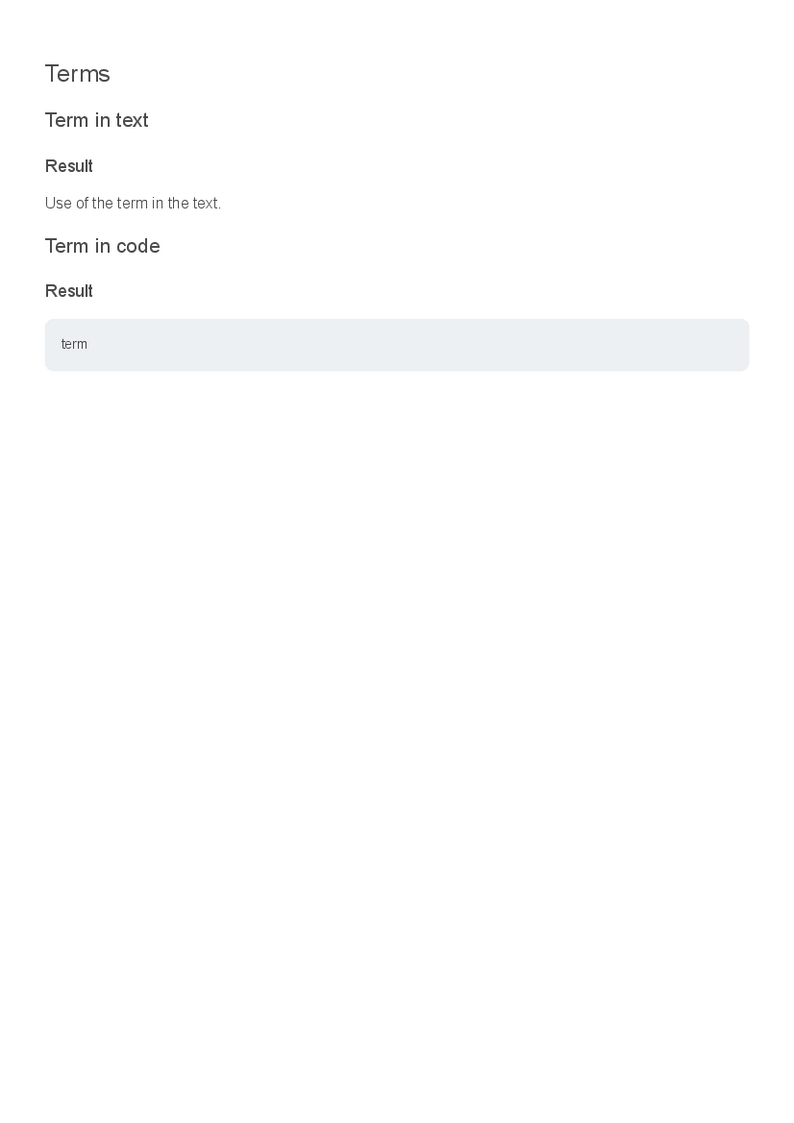 Terms
Term in text
Result
Use of the term in the text.
Term in code
Result
term